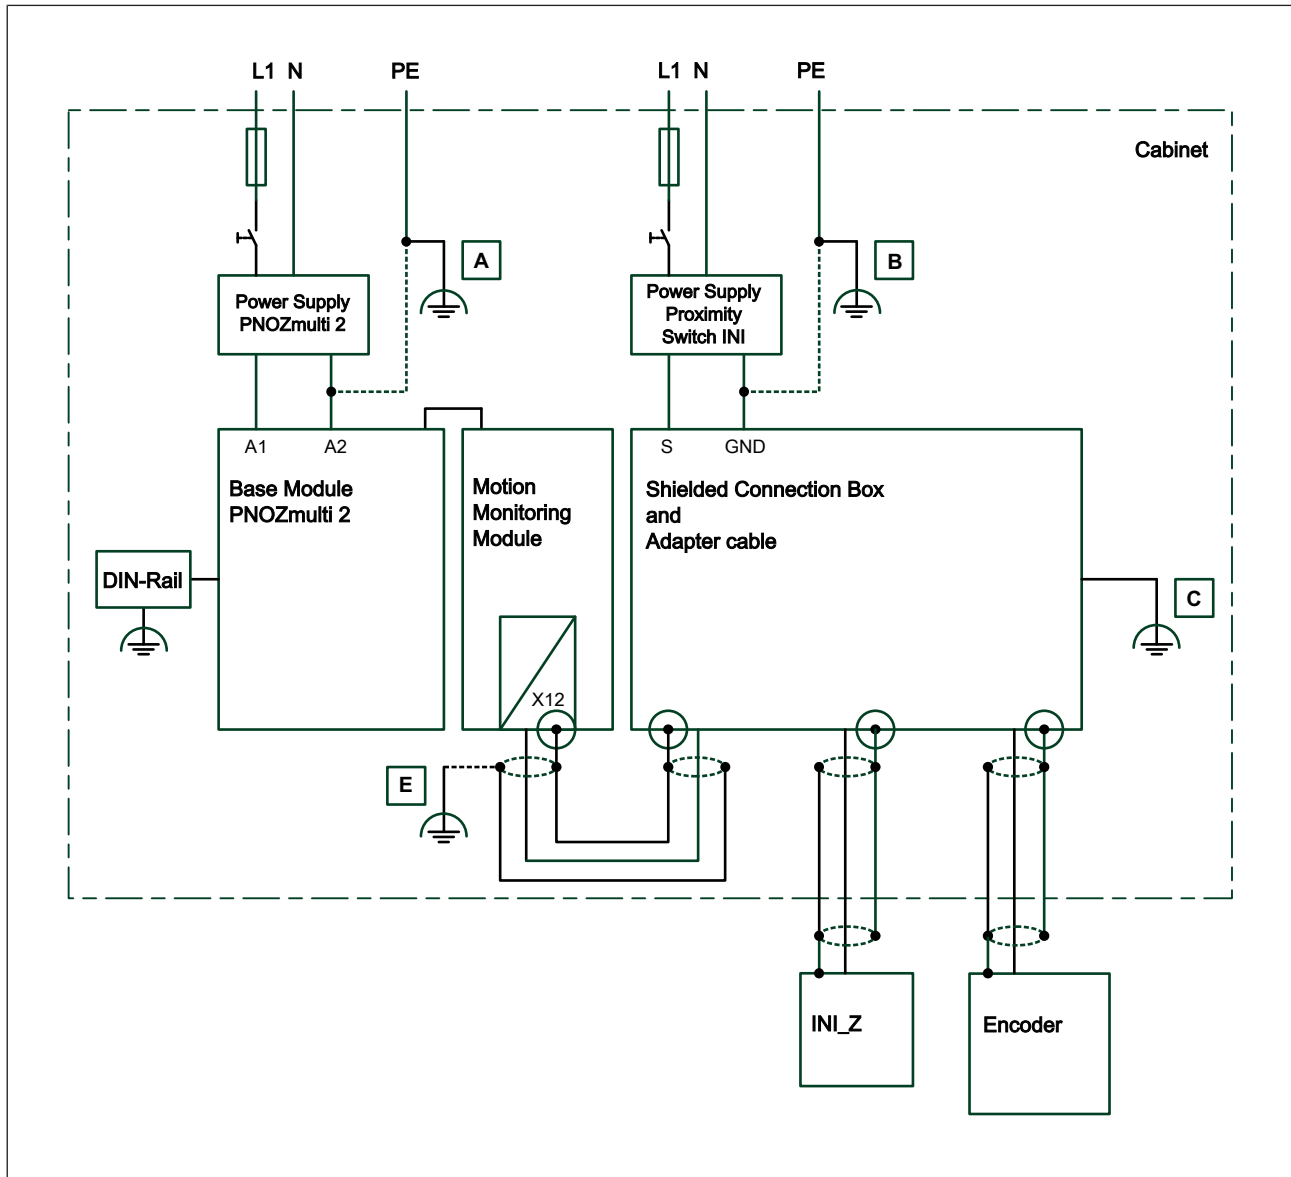 L1 N PE L1 N PE
Cabinet
A B
Power Supply
PNOZmulti 2
Power Supply
Proximity
Switch INI
A1 A2 S GND
Base Module
PNOZmulti 2
Motion
Monitoring
Module
Shielded Connection Box
and
Adapter cable
DIN-Rail
C
X12
E
INI_Z
Encoder